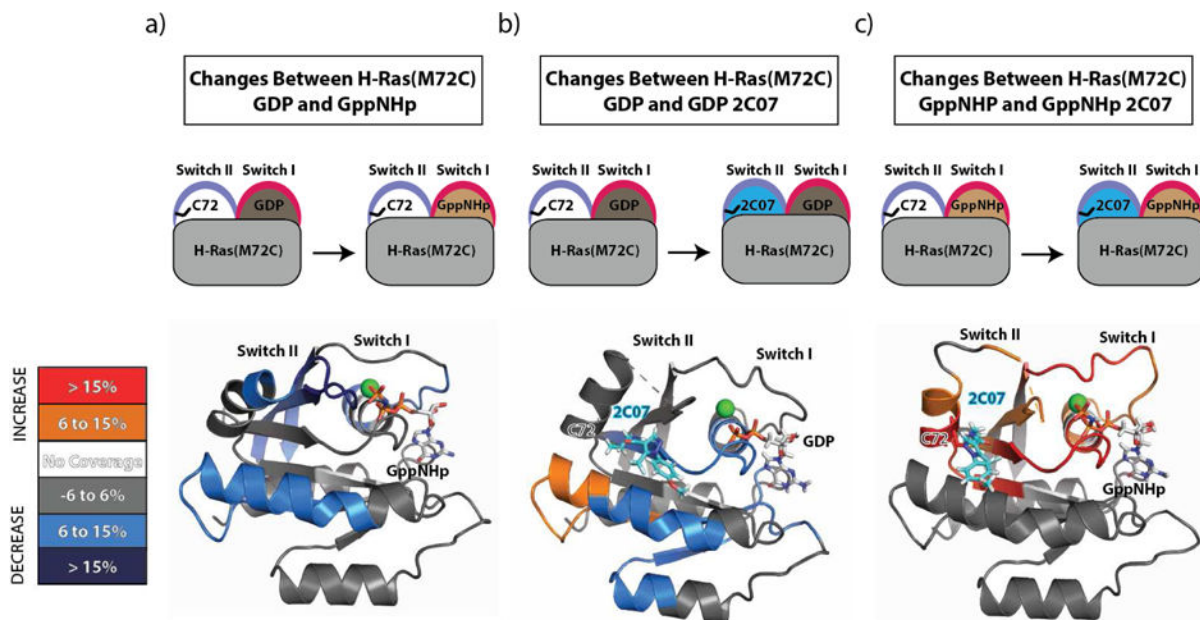 a)
Changes Between H-Ras(M72C)
GDP and GppNHp
Switch II Switch I
C72 GDP
H-Ras(M72C)
Switch II Switch I
C72 GppNHp
H-Ras(M72C)
b)
Changes Between H-Ras(M72C)
GDP and GDP 2C07
Switch II Switch I
C72 GDP
H-Ras(M72C)
Switch II Switch I
2C07 GDP
H-Ras(M72C)
c)
Changes Between H-Ras(M72C)
GppNHP and GppNHp 2C07
Switch II Switch I
C72 GppNHp
H-Ras(M72C)
Switch II Switch I
2C07 GppNHp
H-Ras(M72C)
INCREASE
> 15%
6 to 15%
No Coverage
-6 to 6%
DECREASE
6 to 15%
> 15%
Switch II
Switch I
GppNHp
Switch II
Switch I
2C07
C72
GDP
Switch II
Switch I
2C07
C72
GppNHp